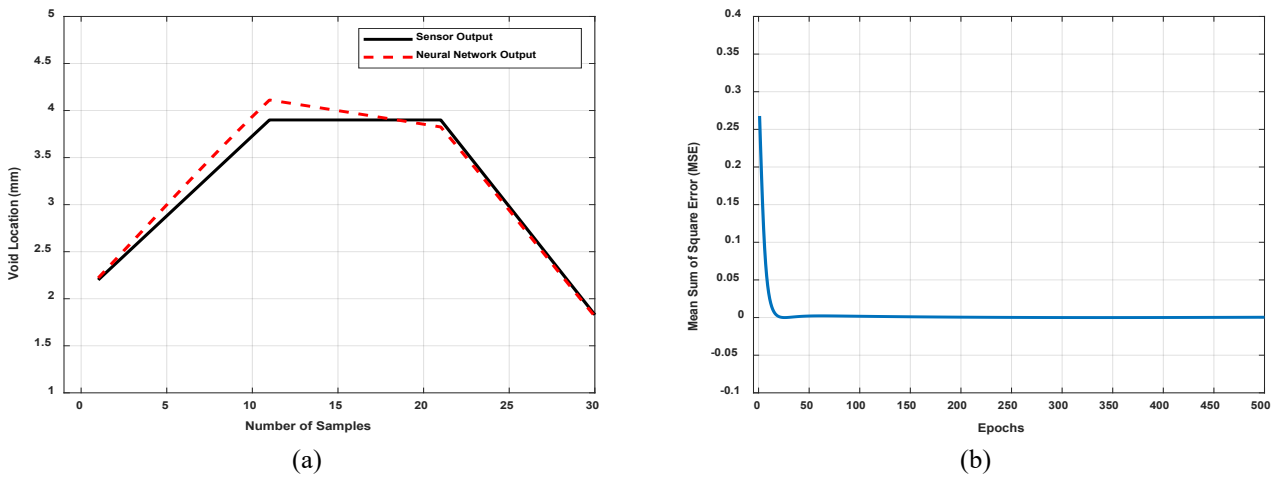 5
4.5
4
3.5
3
2.5
2
1.5
1
Void Location (mm)
Sensor Output
Neural Network Output
0 5 10 15 20 25 30
Number of Samples
(a)
0.4
0.35
0.3
0.25
0.2
0.15
0.1
0.05
0
-0.05
-0.1
Mean Sum of Square Error (MSE)
0 50 100 150 200 250 300 350 400 450 500
Epochs
(b)